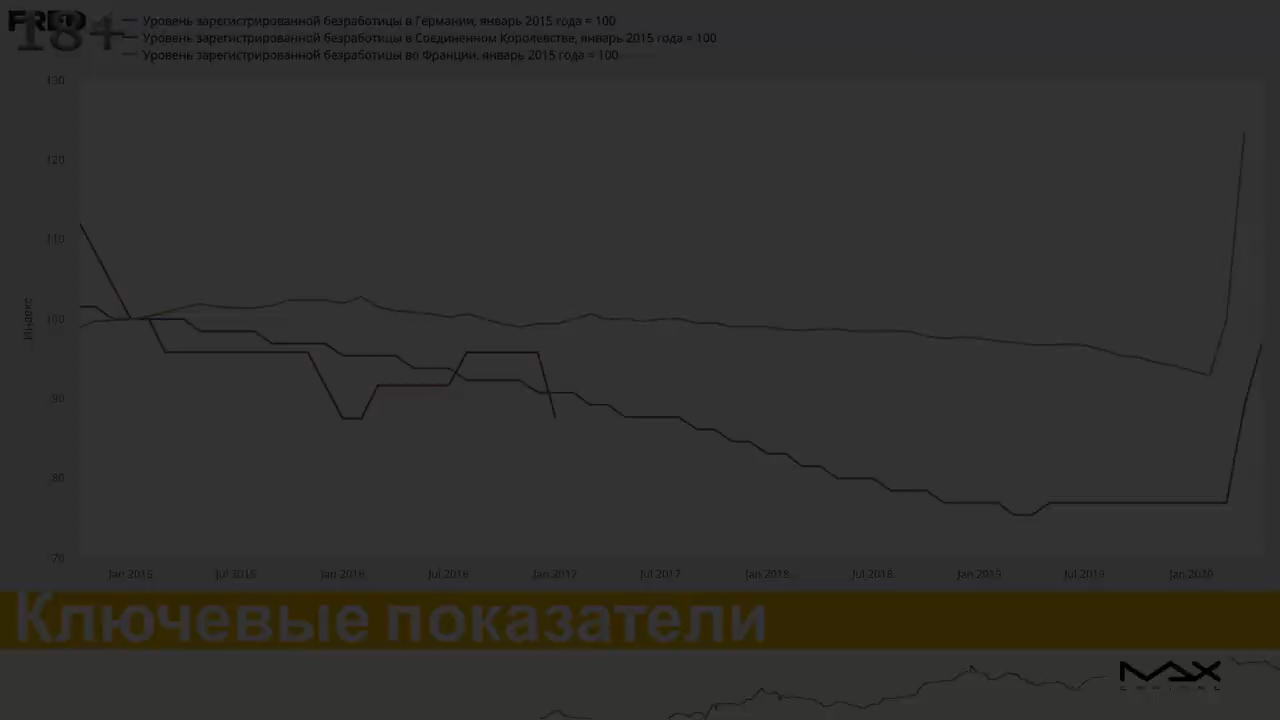 FRED
18+
Уровень зарегистрированной безработицы в Германии, январь 2015 года = 100
Уровень зарегистрированной безработицы в Соединенном Королевстве, январь 2015 года = 100
Уровень зарегистрированной безработицы во Франции, январь 2015 года = 100
130
120
110
100
90
80
70
Индекс
Jan 2015 Jul 2015 Jan 2016 Jul 2016 Jan 2017 Jul 2017 Jan 2018 Jul 2018 Jan 2019 Jul 2019 Jan 2020
Ключевые показатели
MAX
CAPITAL